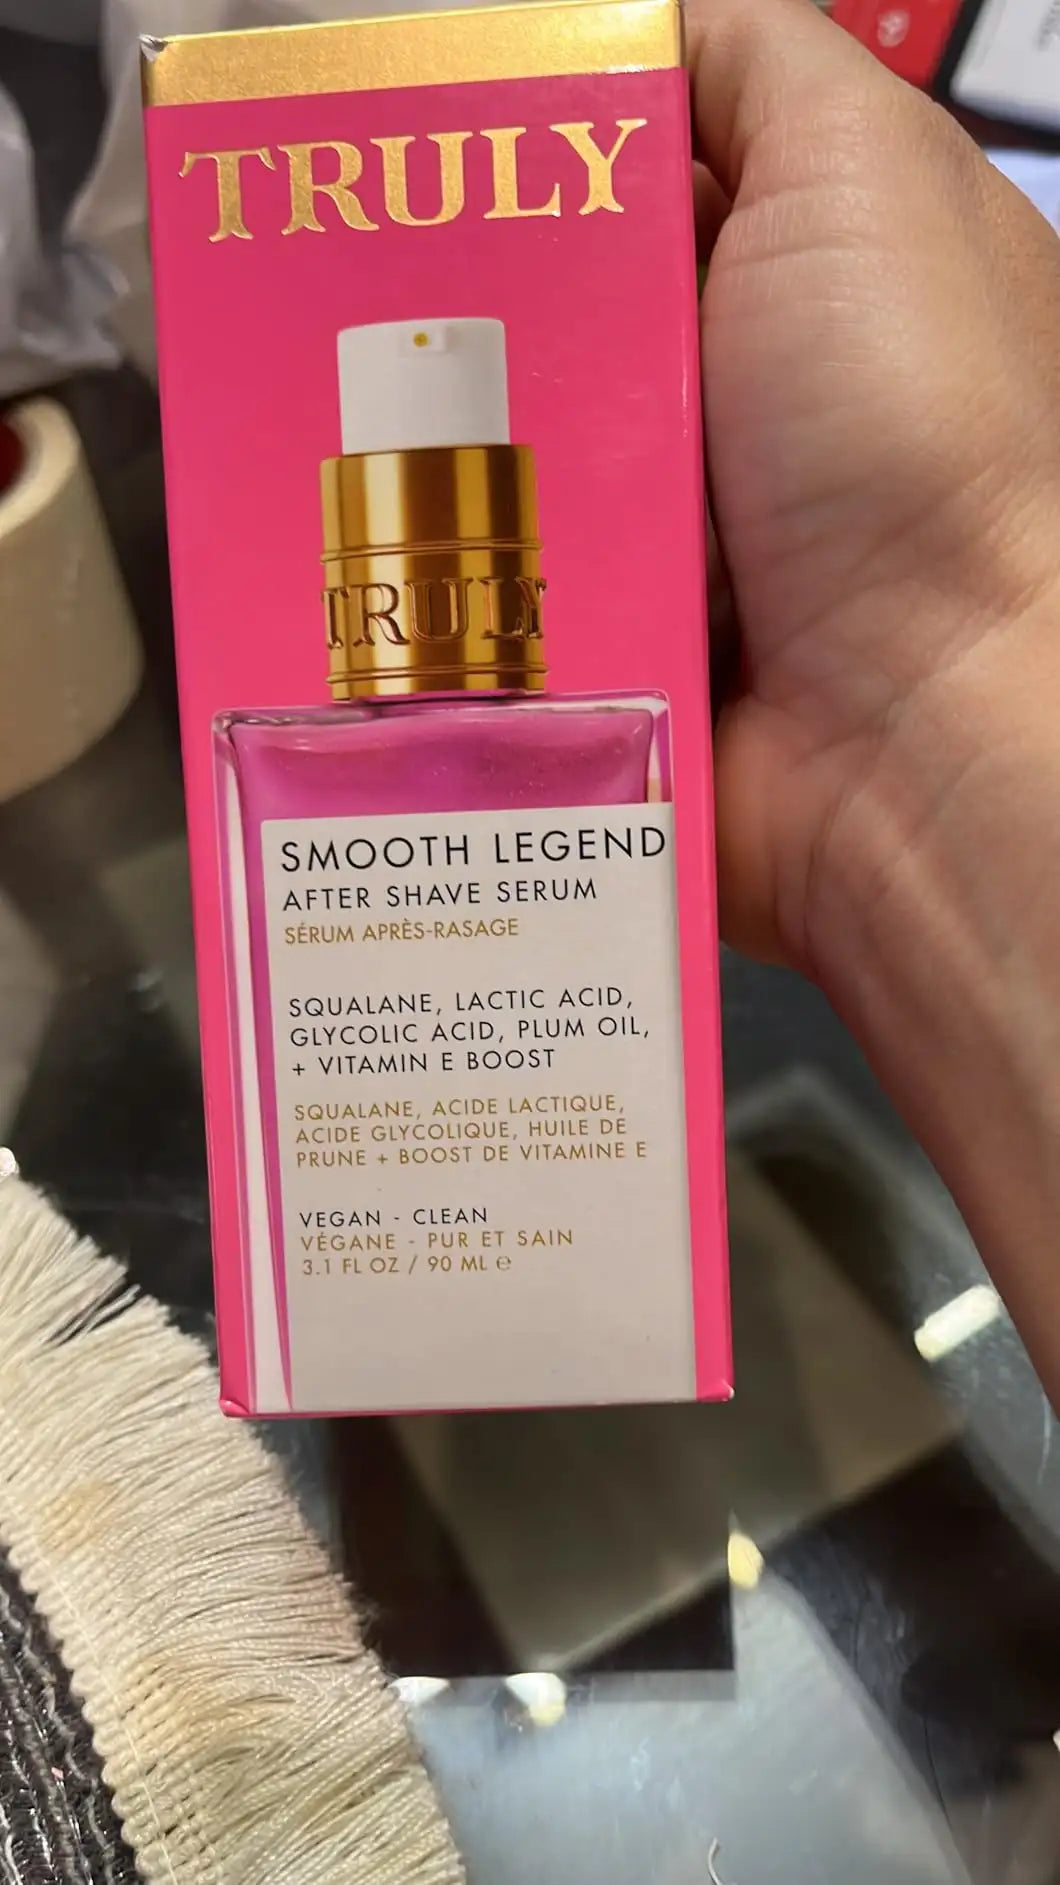 TRULY
TRULY
SMOOTH LEGEND
AFTER SHAVE SERUM
SÉRUM APRÈS-RASAGE
SQUALANE, LACTIC ACID,
GLYCOLIC ACID, PLUM OIL,
+ VITAMIN E BOOST
SQUALANE, ACIDE LACTIQUE,
ACIDE GLYCOLIQUE, HUILE DE
PRUNE + BOOST DE VITAMINE E
VEGAN - CLEAN
VÉGANE - PUR ET SAIN
3.1 FL OZ / 90 ML ℮